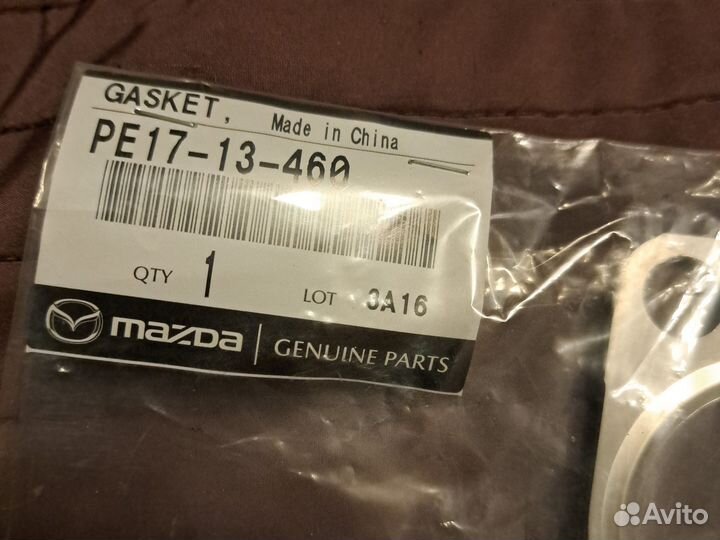 GASKET, Made in China
PE17-13-460
QTY 1 LOT 3A16
mazda GENUINE PARTS
Avito